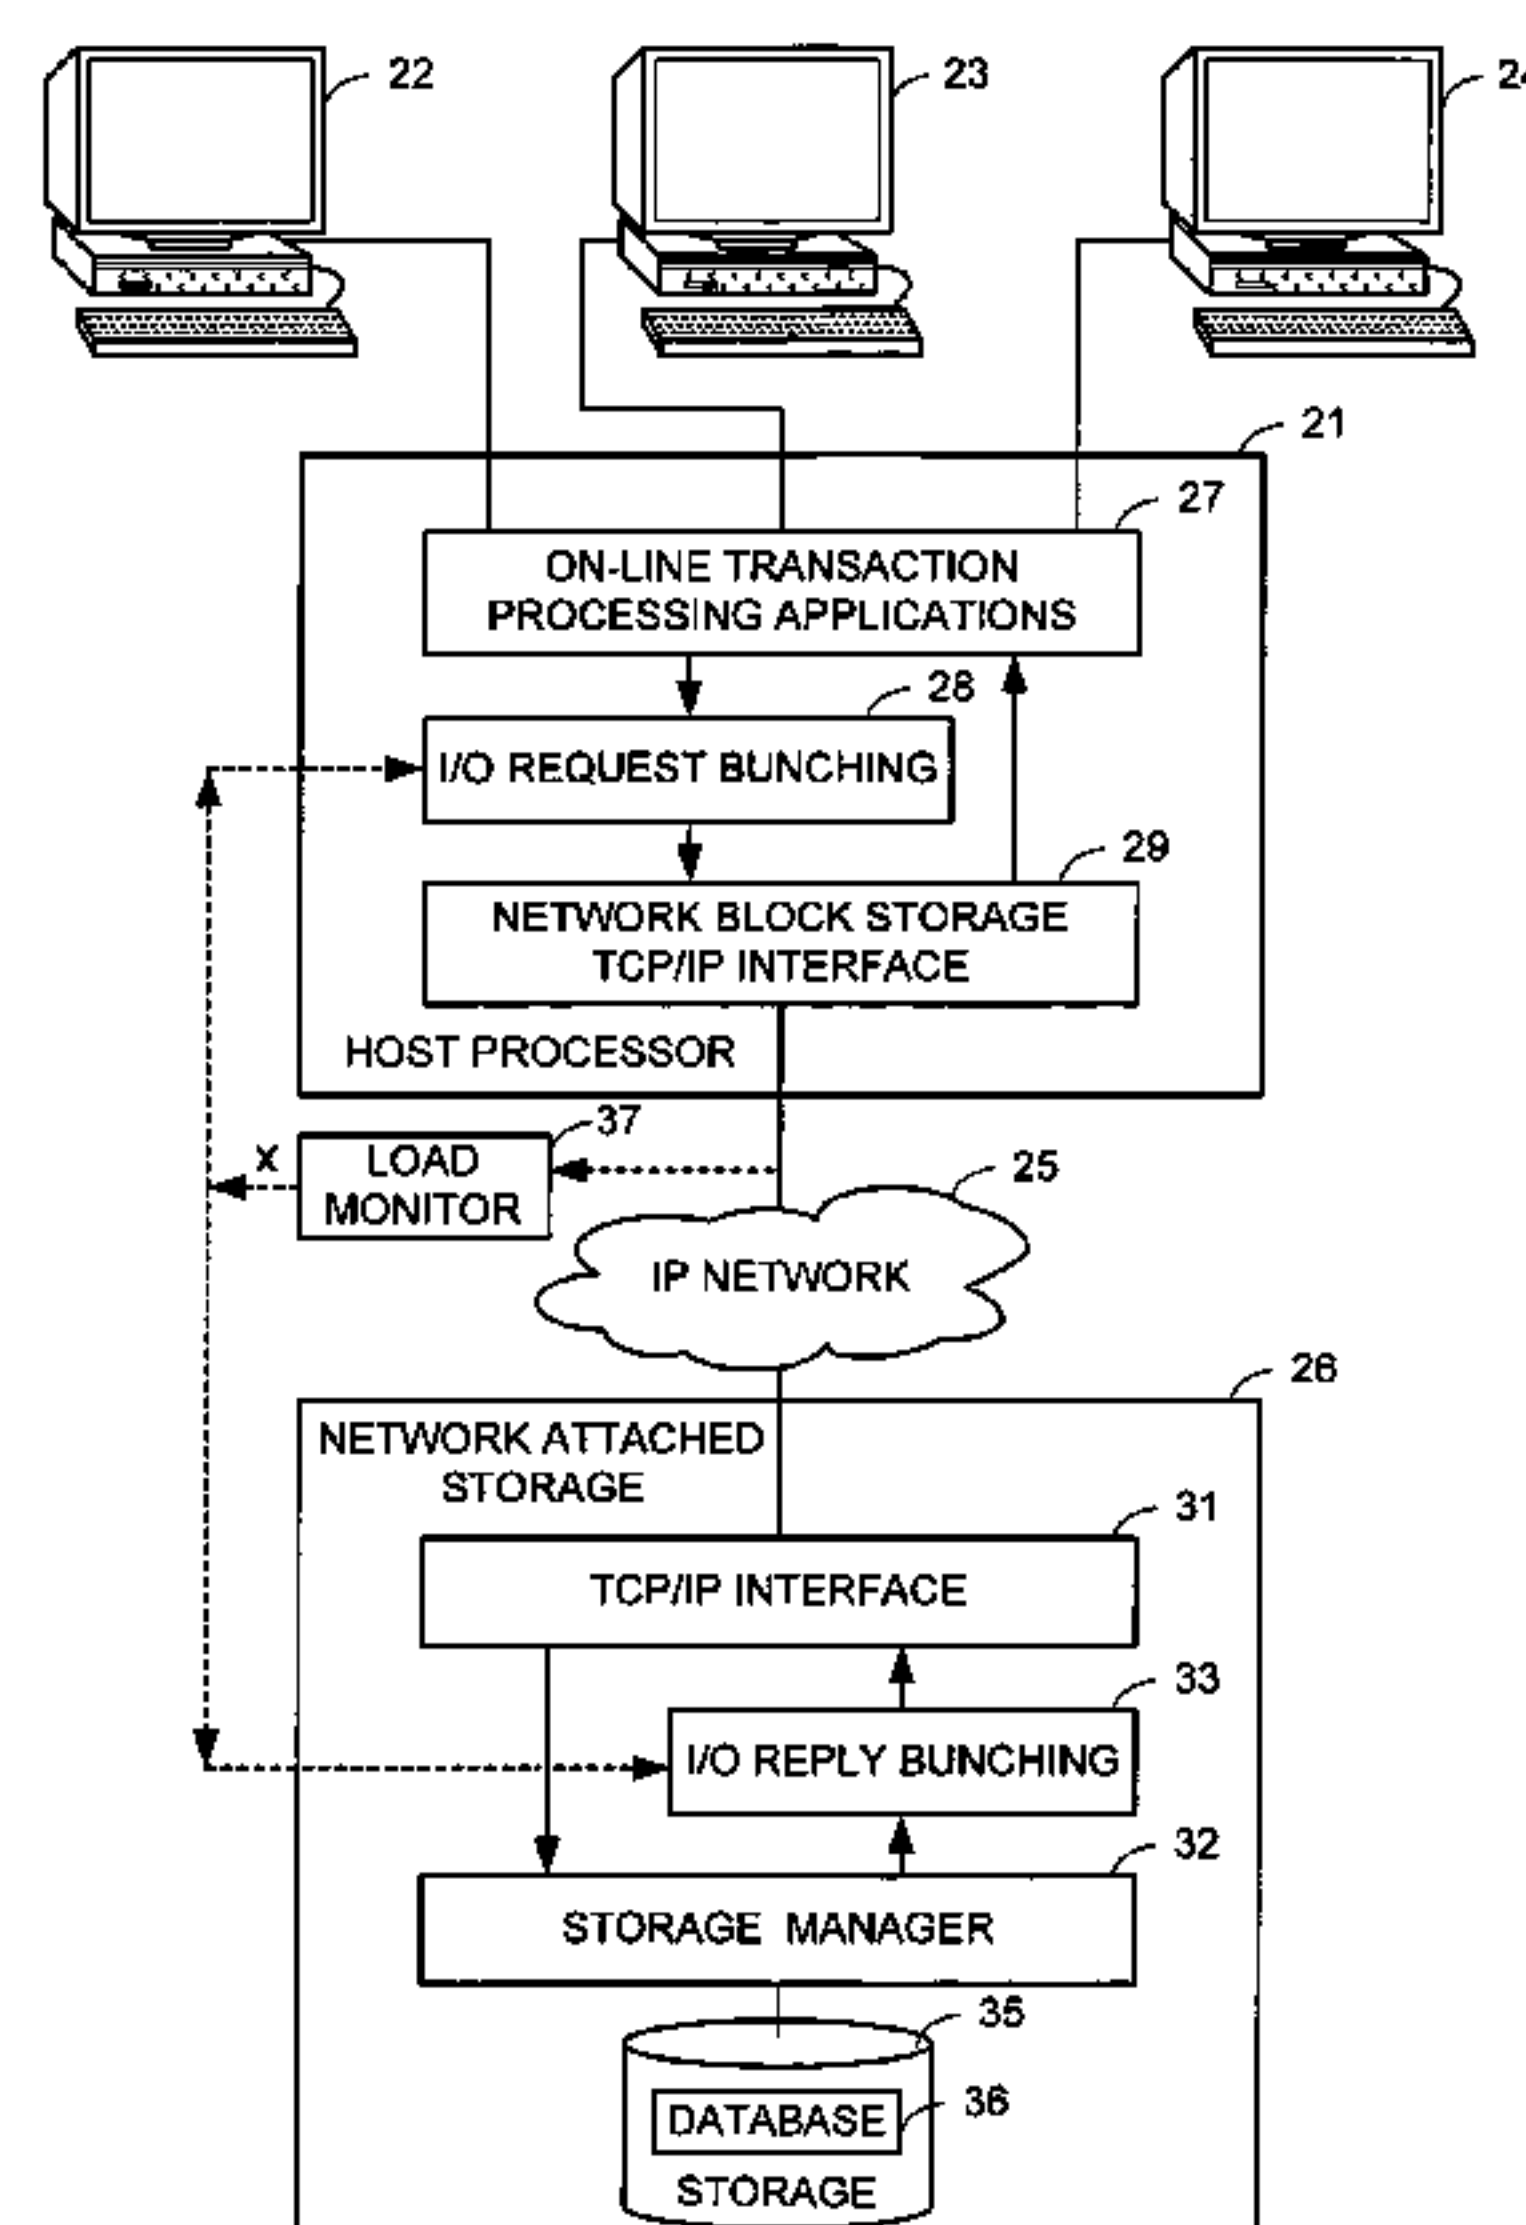 22
23
24
21
27
ON-LINE TRANSACTION
PROCESSING APPLICATIONS
28
I/O REQUEST BUNCHING
29
NETWORK BLOCK STORAGE
TCP/IP INTERFACE
HOST PROCESSOR
37
X
LOAD
MONITOR
25
IP NETWORK
26
NETWORK ATTACHED
STORAGE
31
TCP/IP INTERFACE
33
I/O REPLY BUNCHING
32
STORAGE MANAGER
35
36
DATABASE
STORAGE